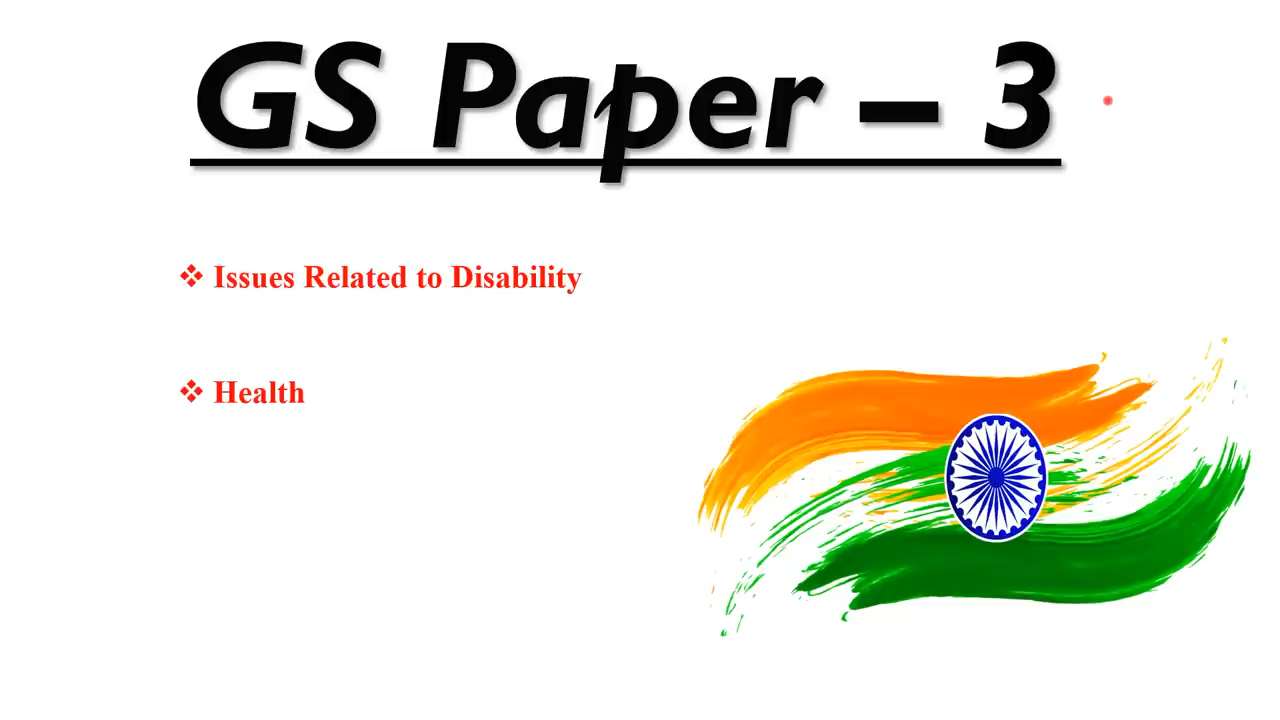 GS Paper – 3
❖ Issues Related to Disability
❖ Health